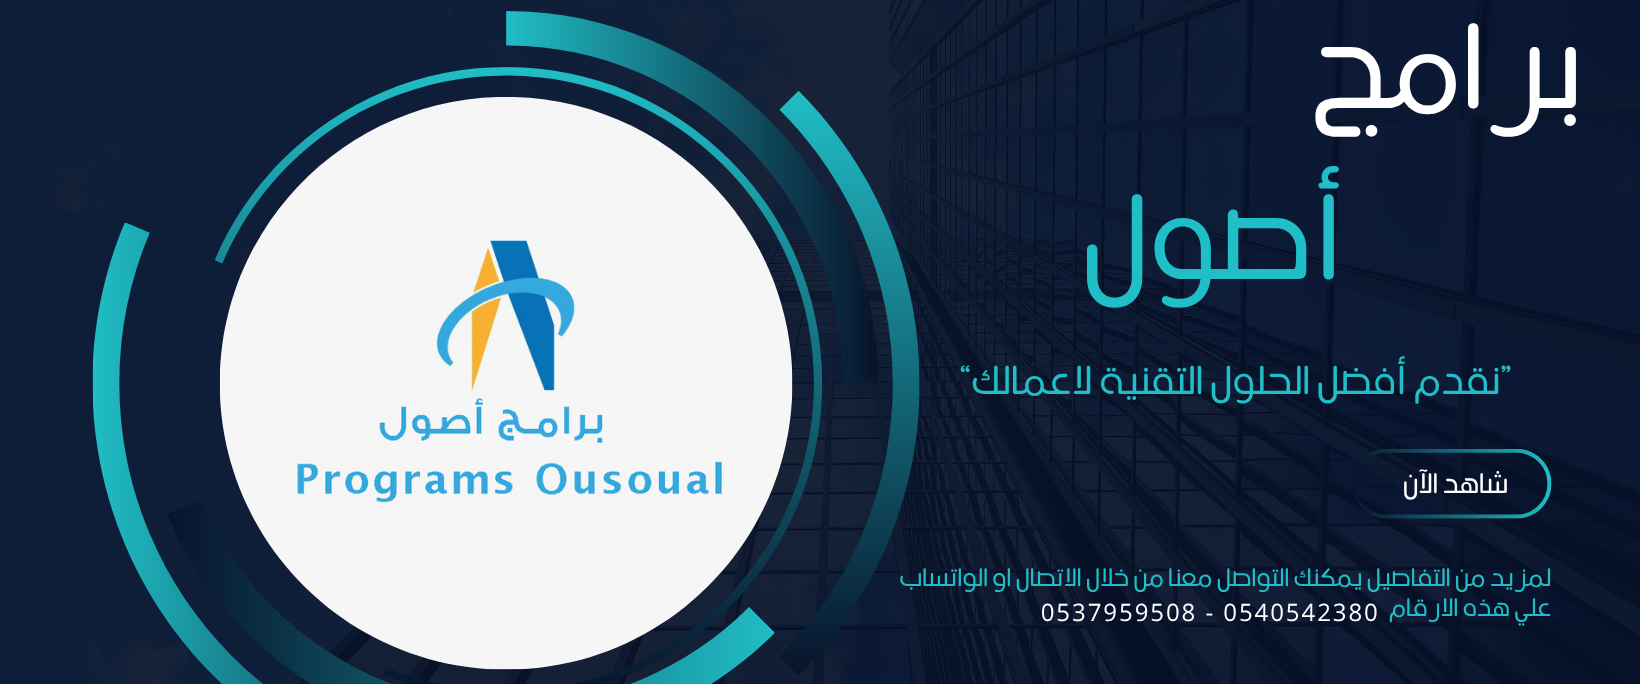 برامج
أصول
”نقدم أفضل الحلول التقنية لاعمالك“
شاهد الآن
لمزيد من التفاصيل يمكنك التواصل معنا من خلال الاتصال او الواتساب
علي هذه الارقام 0540542380 - 0537959508
برامج أصول
Programs Ousoual